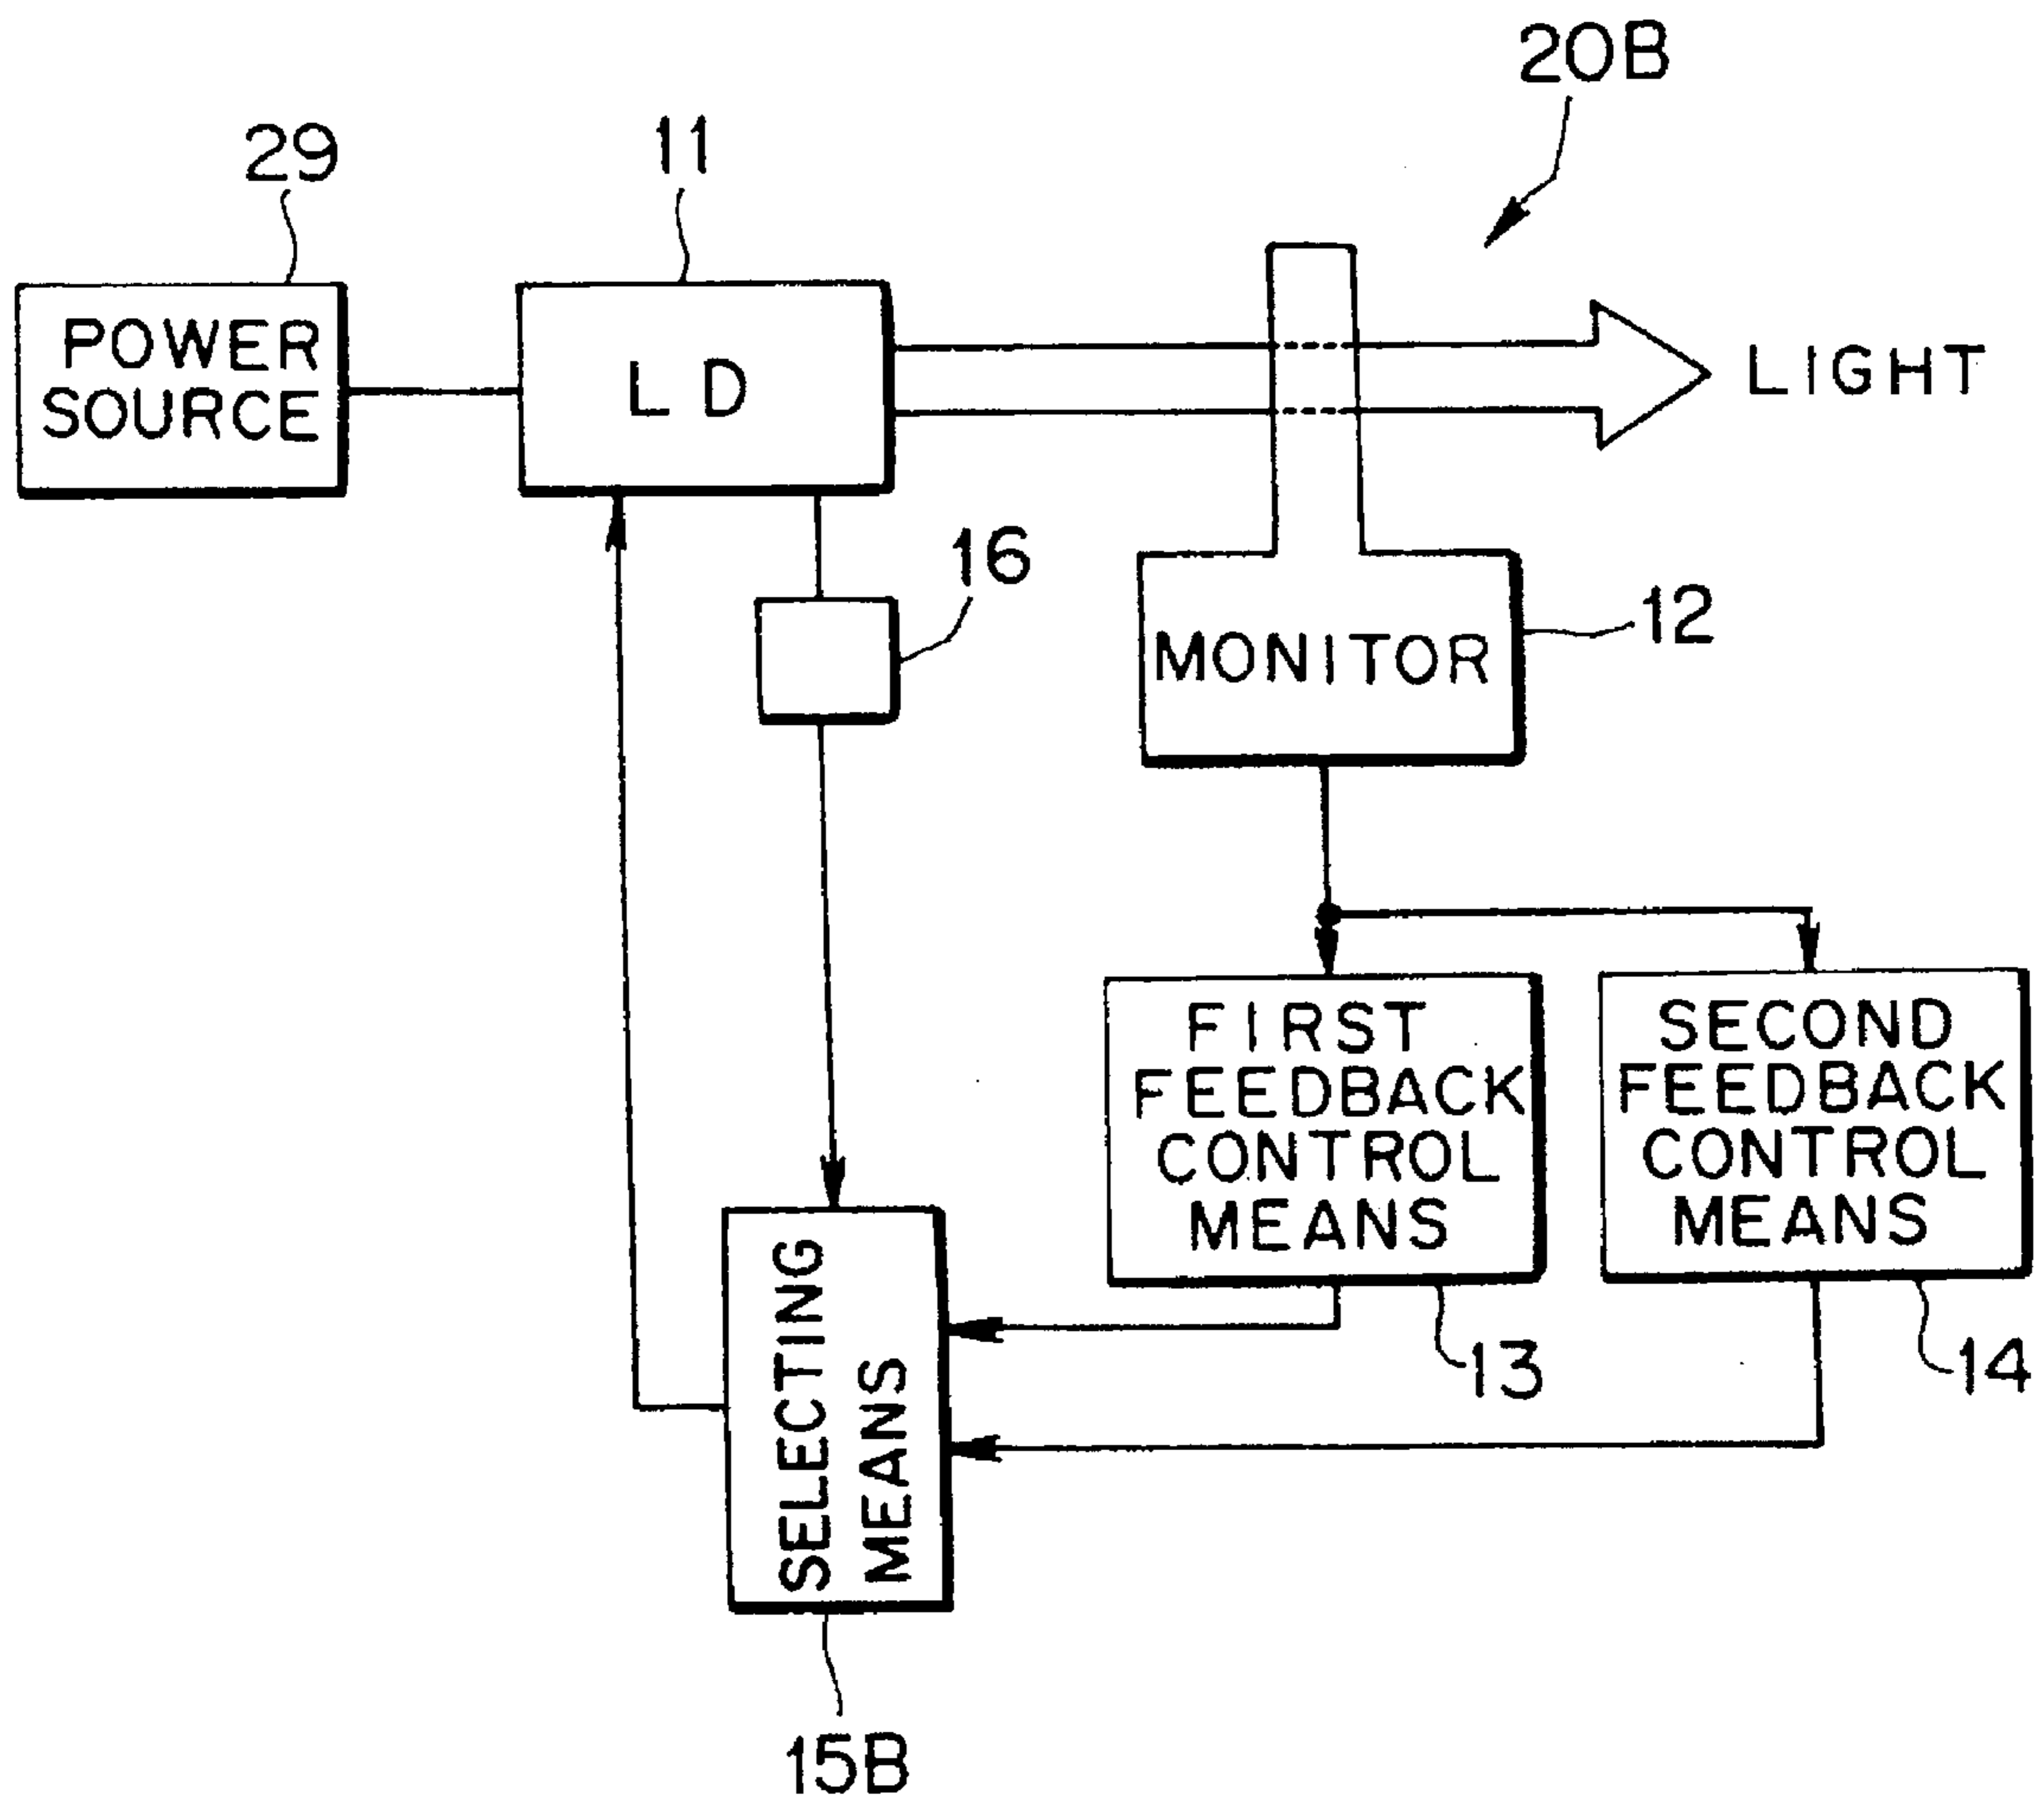 20B
29
11
POWER
SOURCE
LD
LIGHT
16
12
MONITOR
FIRST
FEEDBACK
CONTROL
MEANS
SECOND
FEEDBACK
CONTROL
MEANS
13
14
SELECTING
MEANS
15B